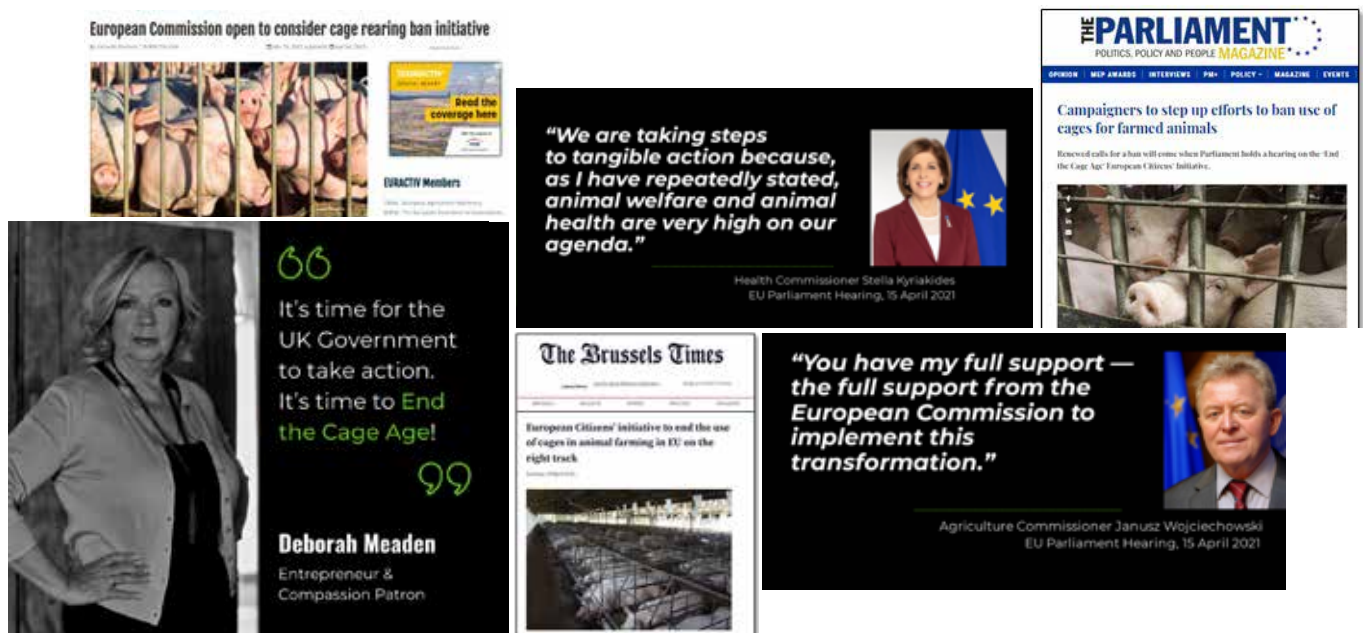 European Commission open to consider cage rearing ban initiative
EURACTIV
SPECIAL REPORT
Read the
coverage here
EURACTIV Members
“We are taking steps
to tangible action because,
as I have repeatedly stated,
animal welfare and animal
health are very high on our
agenda.”
Health Commissioner Stella Kyriakides
EU Parliament Hearing, 15 April 2021
THE PARLIAMENT
POLITICS, POLICY AND PEOPLE MAGAZINE
OPINION MEP AWARDS INTERVIEWS PM+ POLICY MAGAZINE EVENTS
Campaigners to step up efforts to ban use of
cages for farmed animals
Renewed calls for a ban will come when Parliament holds a hearing on the ‘End
the Cage Age’ European Citizens’ Initiative.
66
It’s time for the
UK Government
to take action.
It’s time to End
the Cage Age!
99
Deborah Meaden
Entrepreneur &
Compassion Patron
The Brussels Times
European Citizens’ initiative to end the use
of cages in animal farming in EU on the
right track
“You have my full support —
the full support from the
European Commission to
implement this
transformation.”
Agriculture Commissioner Janusz Wojciechowski
EU Parliament Hearing, 15 April 2021